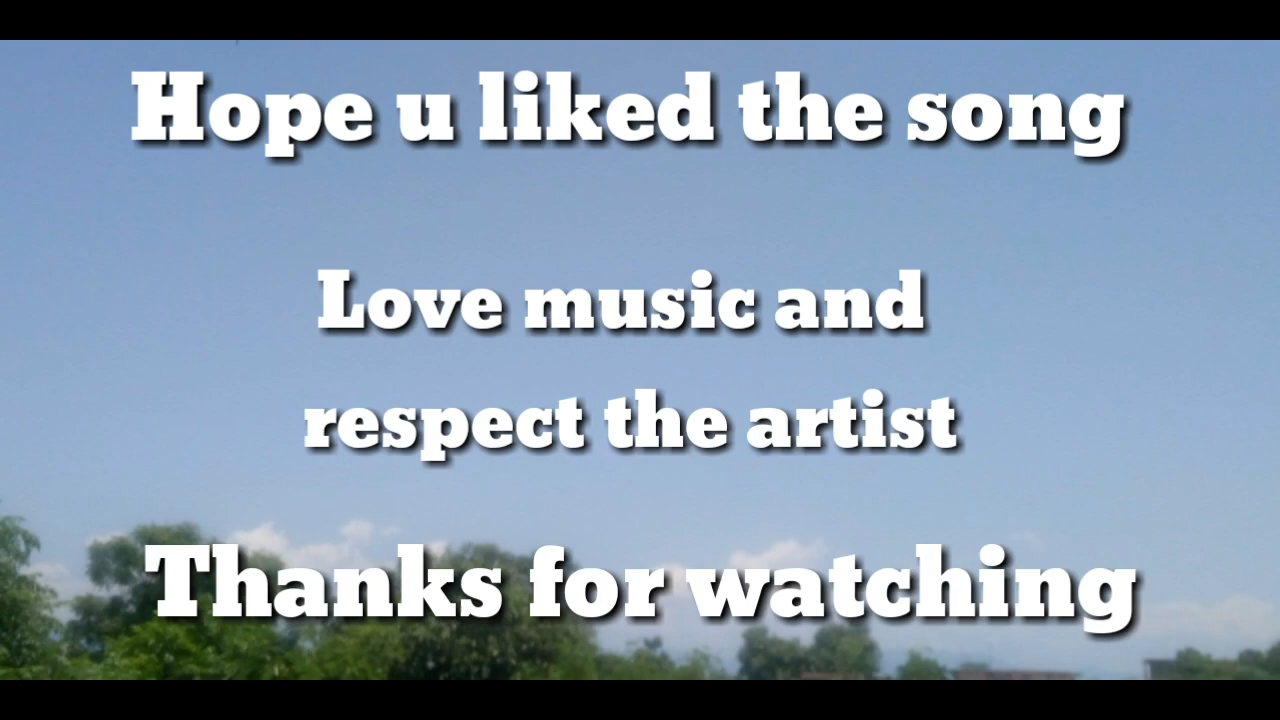 Hope u liked the song
Love music and
respect the artist
Thanks for watching